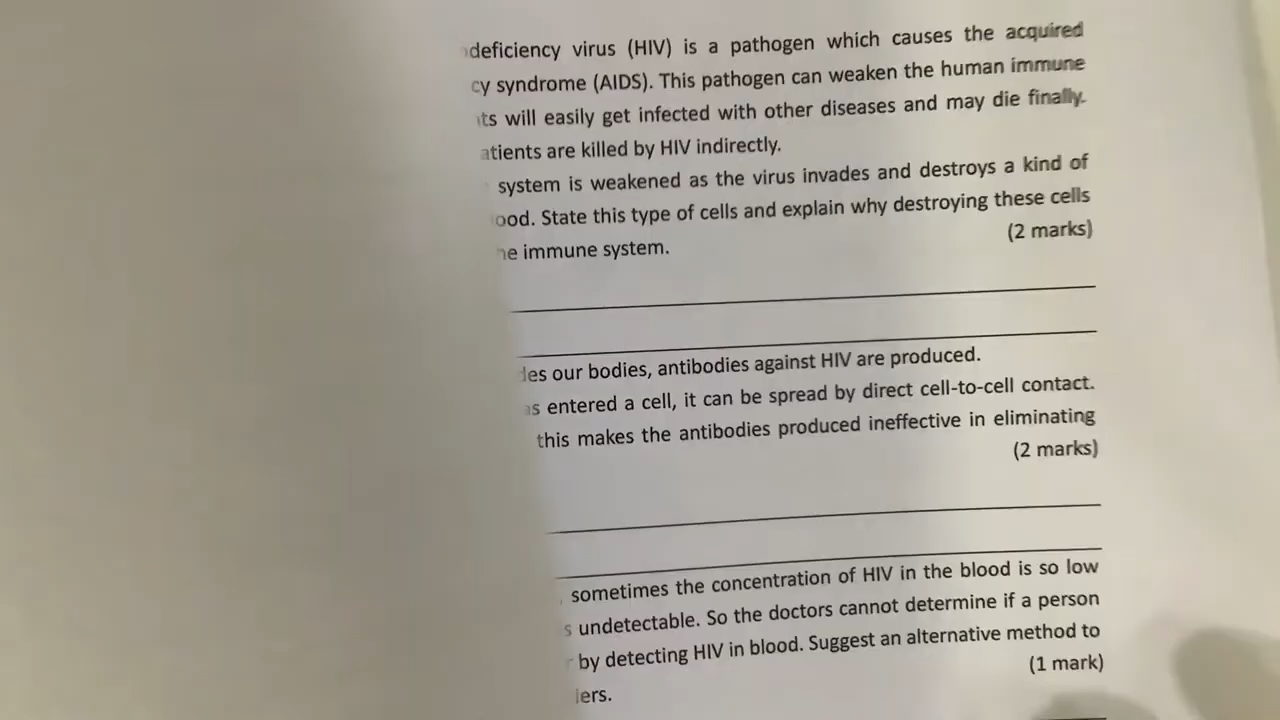 deficiency virus (HIV) is a pathogen which causes the acquired
cy syndrome (AIDS). This pathogen can weaken the human immune
ts will easily get infected with other diseases and may die finally.
atients are killed by HIV indirectly.
system is weakened as the virus invades and destroys a kind of
ood. State this type of cells and explain why destroying these cells
he immune system. (2 marks)
des our bodies, antibodies against HIV are produced.
as entered a cell, it can be spread by direct cell-to-cell contact.
this makes the antibodies produced ineffective in eliminating
(2 marks)
sometimes the concentration of HIV in the blood is so low
s undetectable. So the doctors cannot determine if a person
by detecting HIV in blood. Suggest an alternative method to
iers. (1 mark)